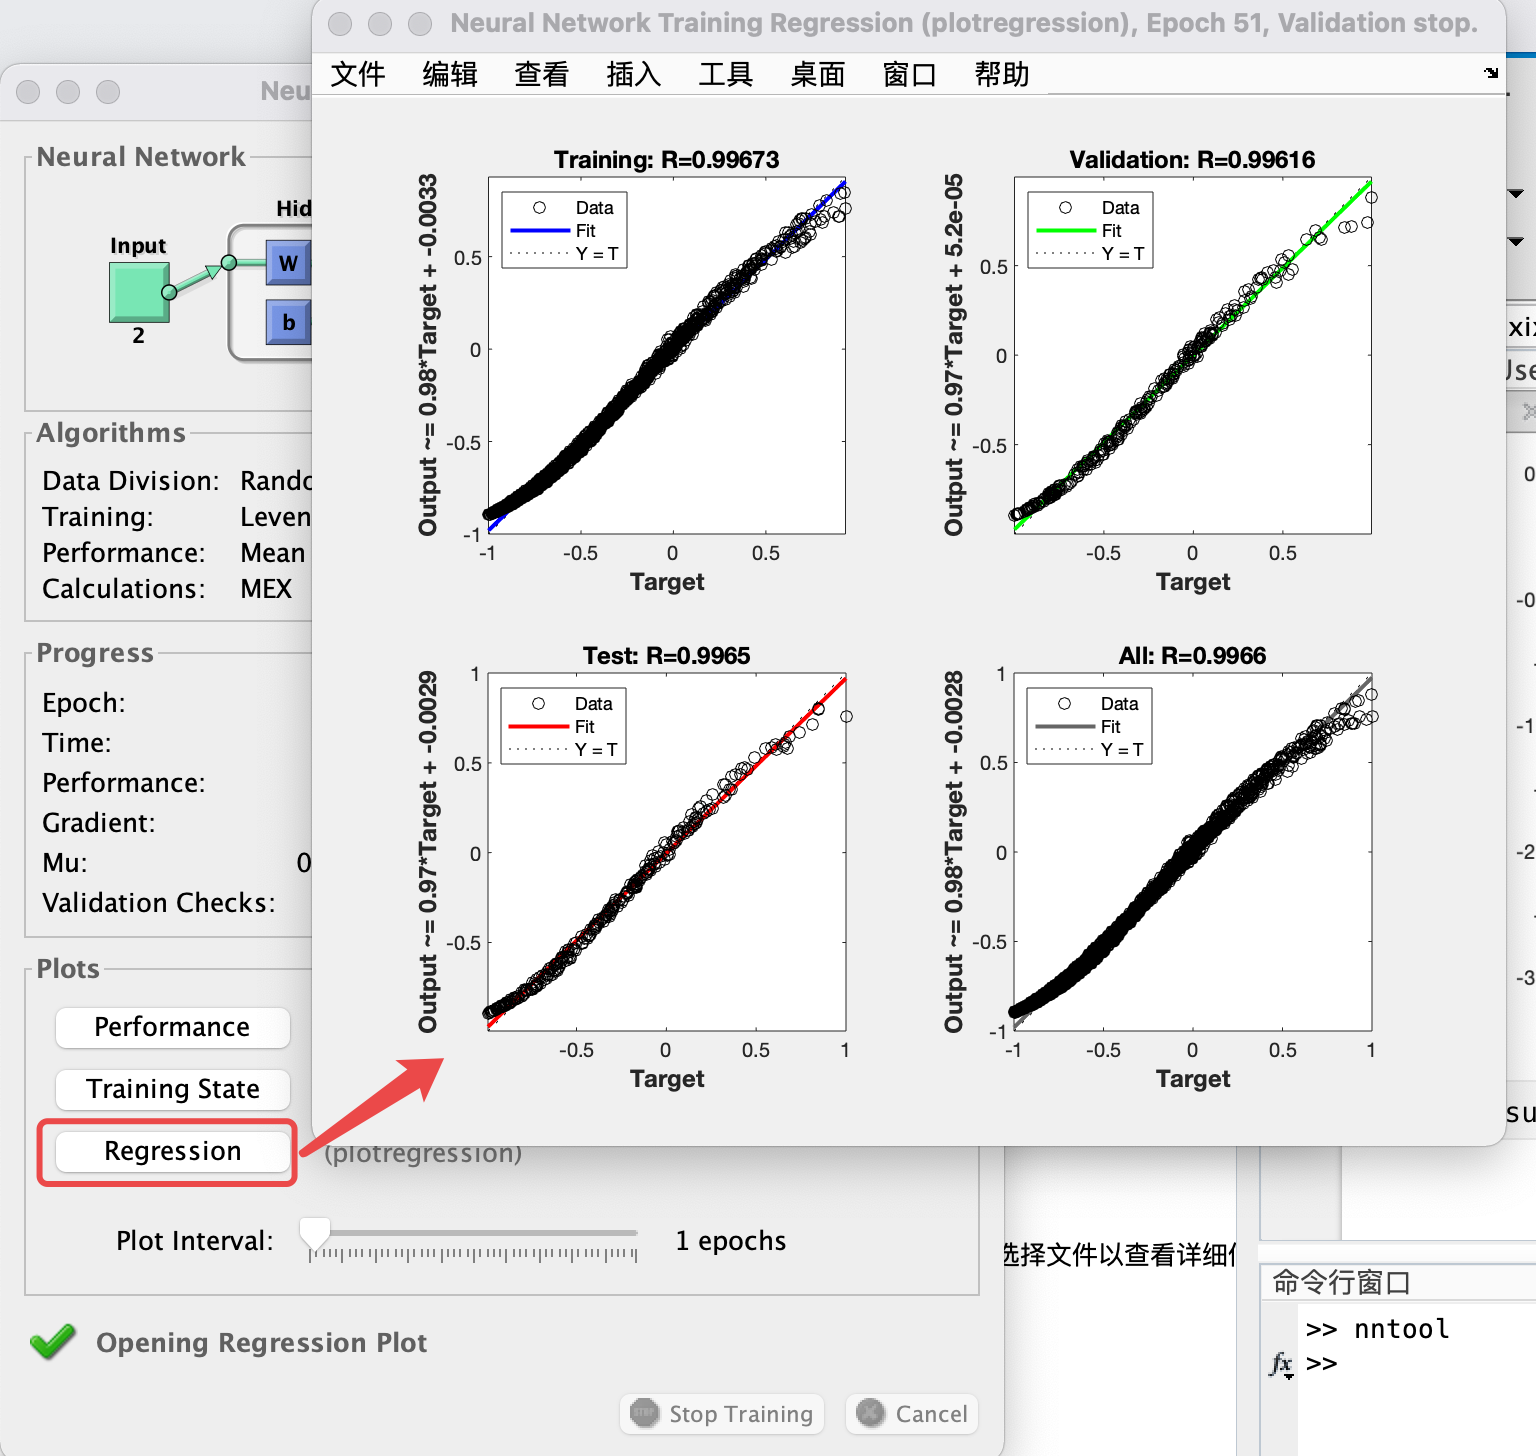 Neural Network Training Regression (plotregression), Epoch 51, Validation stop.
文件 编辑 查看 插入 工具 桌面 窗口 帮助
Neural Network
Input
2
W
b
Algorithms
Data Division:
Training:
Performance: Mean
Calculations: MEX
Progress
Epoch:
Time:
Performance:
Gradient:
Mu: 0
Validation Checks:
Plots
Performance
Training State
Regression
(plotregression)
Plot Interval:
1 epochs
Opening Regression Plot
Stop Training
Cancel
Training: R=0.99673
Output ~= 0.98*Target + -0.0033
Data
Fit
Y = T
0.5
0
-0.5
-1
-1 -0.5 0 0.5
Target
Validation: R=0.99616
Output ~= 0.97*Target + 5.2e-05
Data
Fit
Y = T
0.5
0
-0.5
-0.5 0 0.5
Target
Test: R=0.9965
Output ~= 0.97*Target + -0.0029
Data
Fit
Y = T
1
0.5
0
-0.5
-0.5 0 0.5 1
Target
All: R=0.9966
Output ~= 0.98*Target + -0.0028
Data
Fit
Y = T
1
0.5
0
-0.5
-1
-1 -0.5 0 0.5 1
Target
-1
-2
-3
选择文件以查看详细
命令行窗口
>> nntool
fx >>